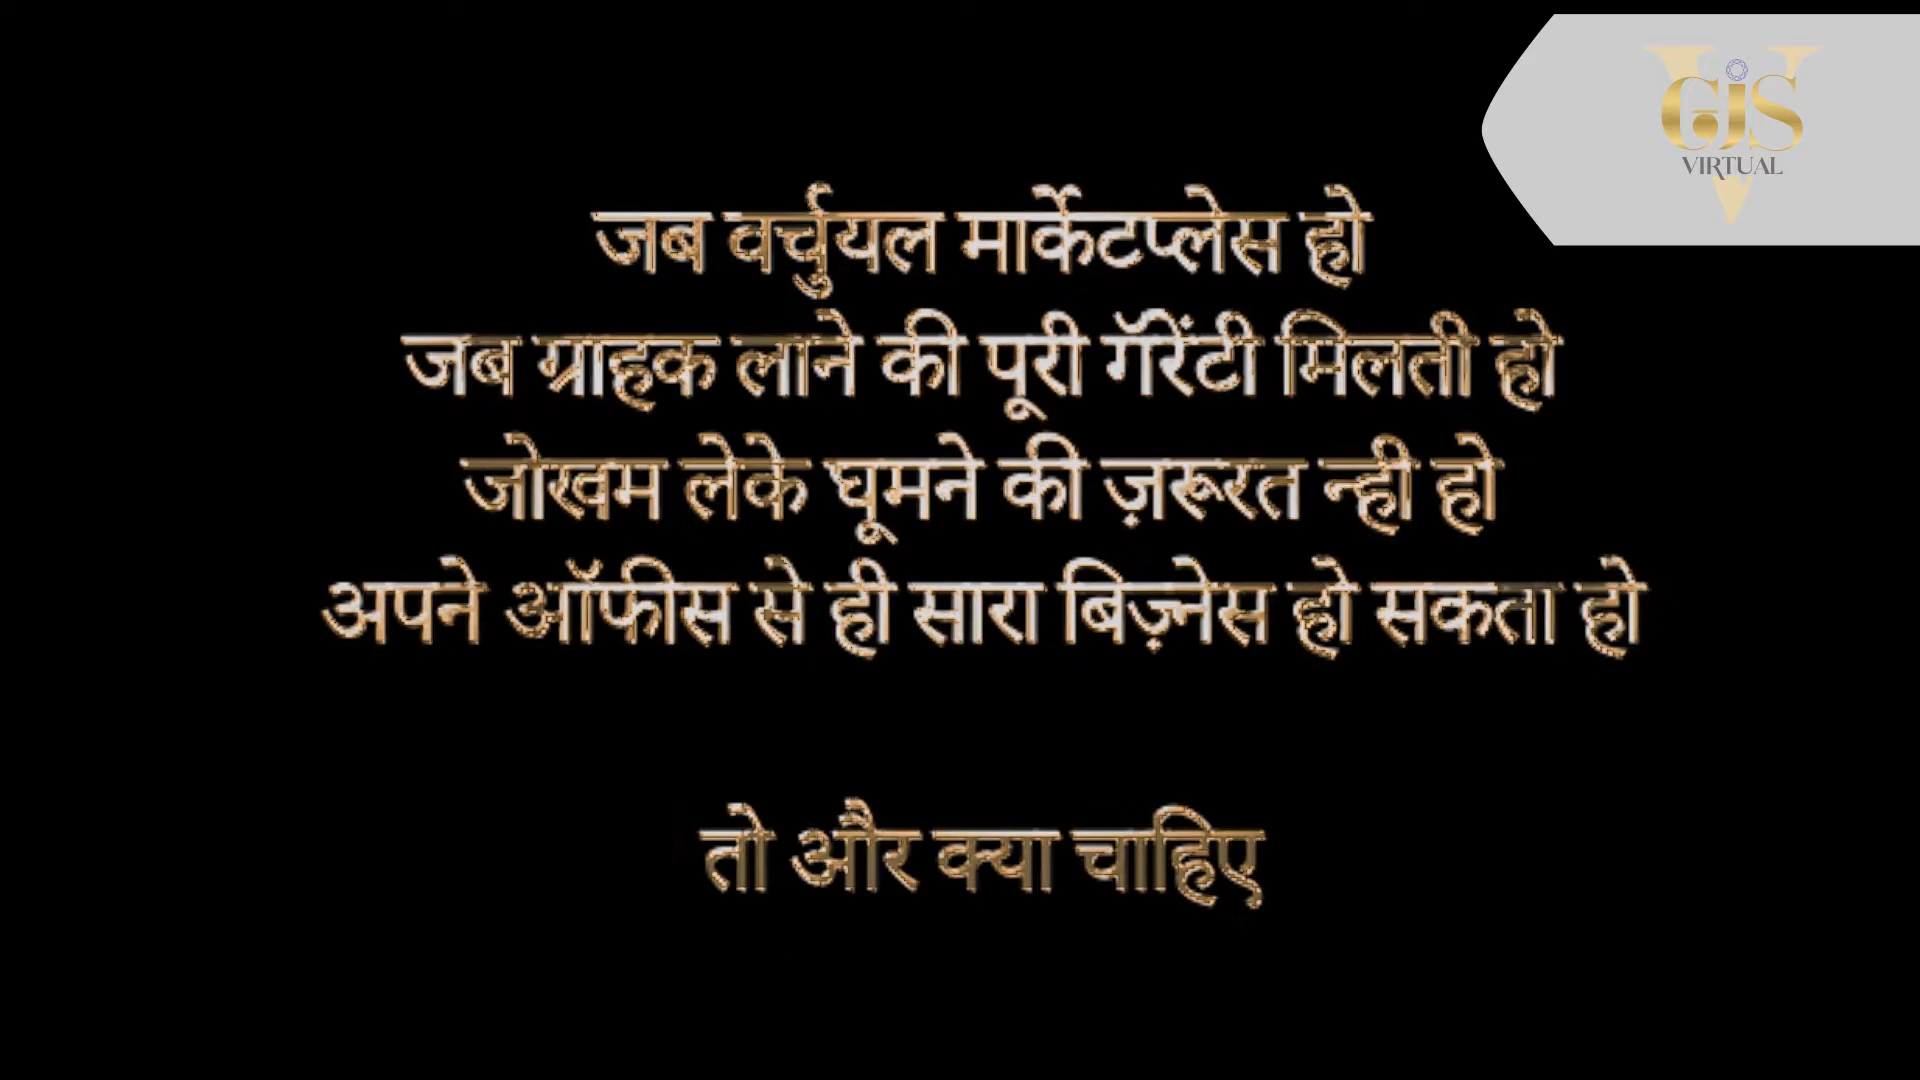 GJS
VIRTUAL
जब वर्चुयल मार्केटप्लेस हो
जब ग्राहक लाने की पूरी गॅरेंटी मिलती हो
जोखम लेके घूमने की ज़रूरत न्ही हो
अपने ऑफीस से ही सारा बिज़्नेस हो सकता हो
तो और क्या चाहिए